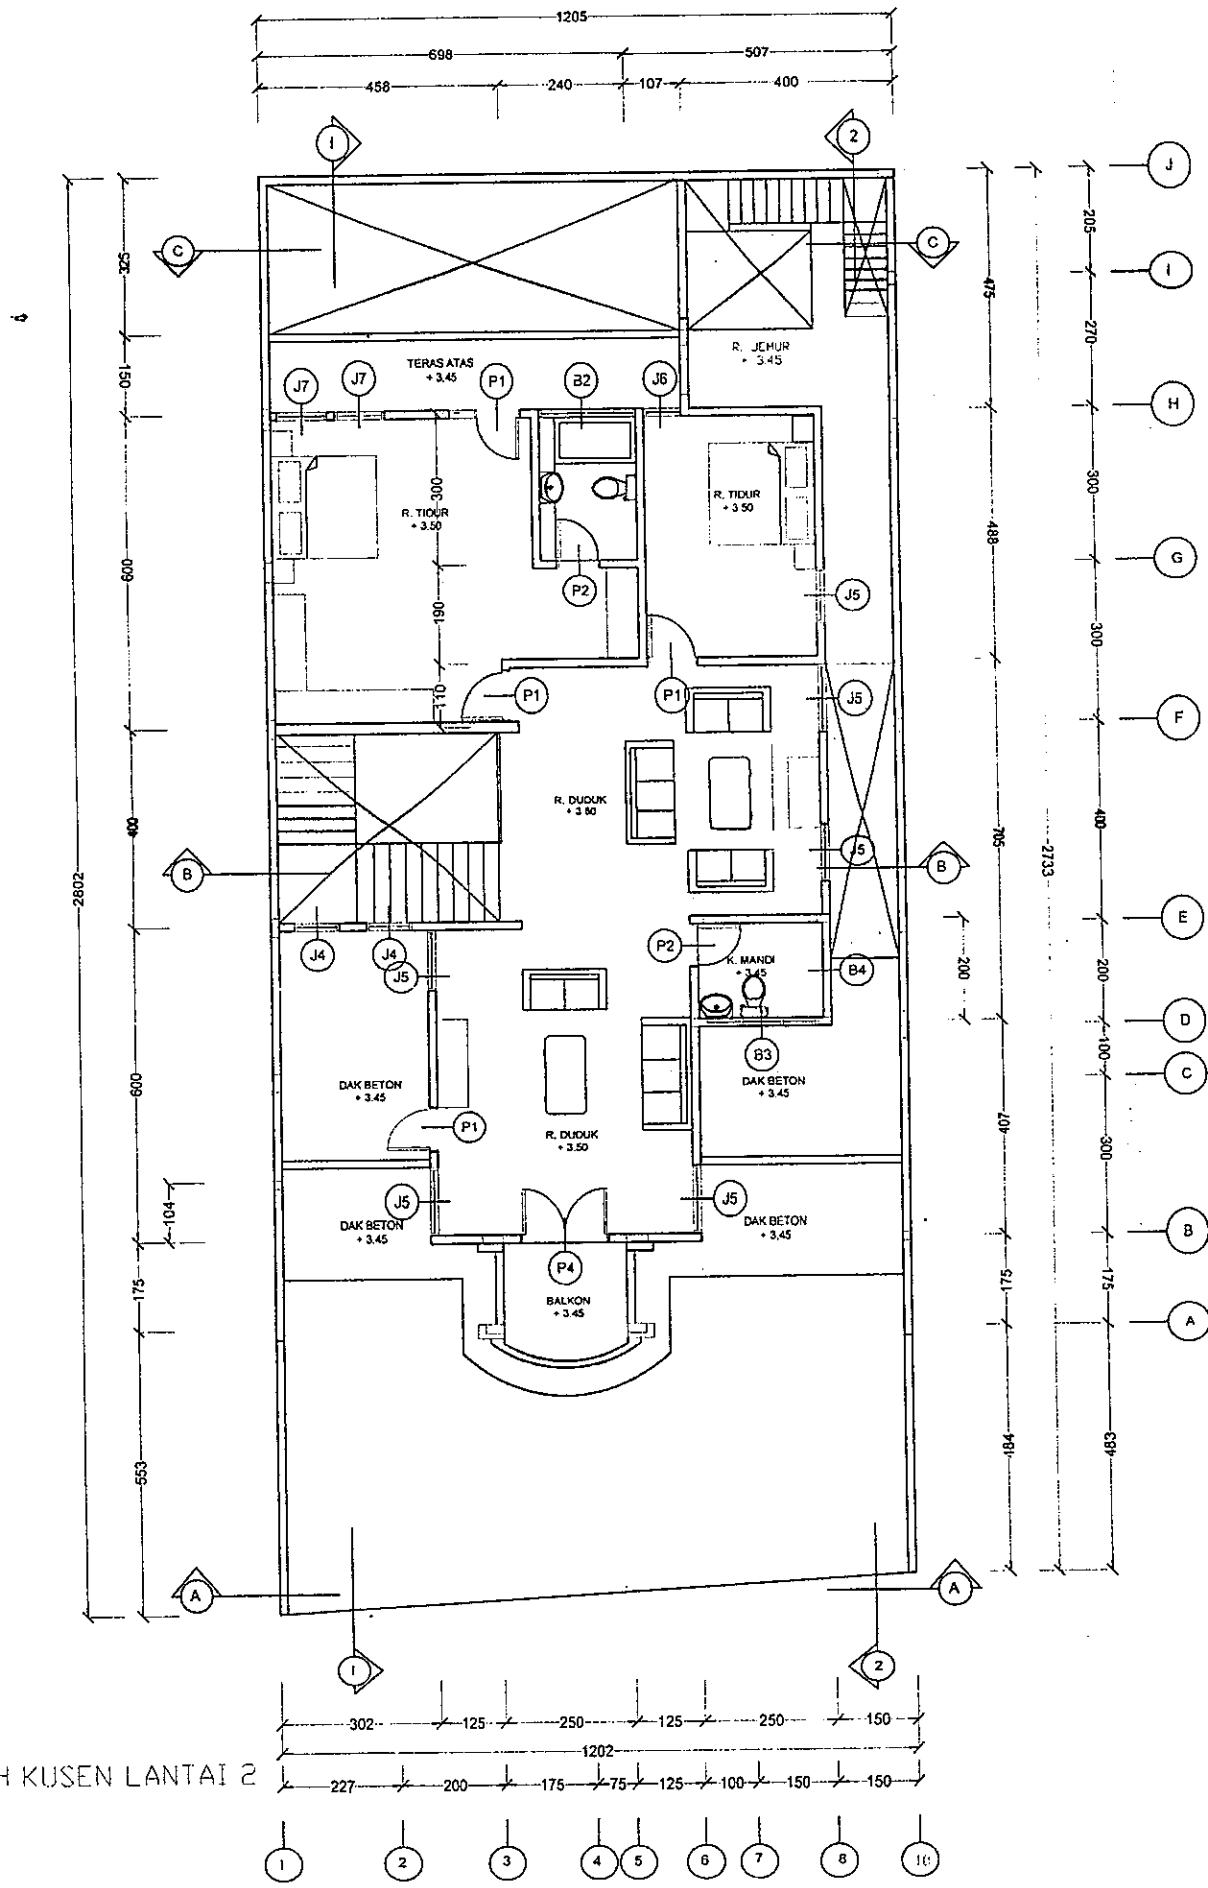 1205
698 507
458 240 107 400
1 2
J
C C
205
I
325 475
270
R. JEMUR
+ 3.45
TERAS ATAS
+ 3.45
150
J7 J7 P1 B2 J6
H
300
R. TIDUR
+ 3.50
R. TIDUR
+ 3.50
300
488
G
600
P2 J5
190
300
110
P1 P1 J5
F
R. DUDUK
400
705
400
2733
2802
J5
B B
E
J4 J4 J5
P2
K. MANDI
+ 3.45
B4
200 200
D
B3
100
C
600
DAK BETON
+ 3.45
DAK BETON
+ 3.45
P1
R. DUDUK
+ 3.50
407
300
104
J5 J5
DAK BETON
+ 3.45
DAK BETON
+ 3.45
B
P4
175
BALKON
+ 3.45
175 175
A
553
484 483
A A
1 2
302 125 250 125 250 150
1202
H KUSEN LANTAI 2
227 200 175 75 125 100 150 150
1 2 3 4 5 6 7 8 10